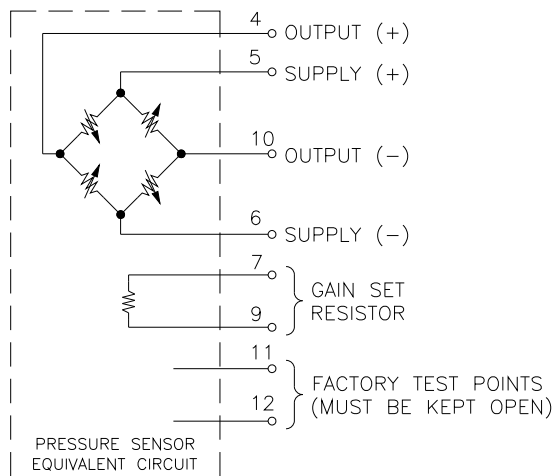 4
OUTPUT (+)
5
SUPPLY (+)
10
OUTPUT (-)
6
SUPPLY (-)
7
GAIN SET
RESISTOR
9
11
FACTORY TEST POINTS
(MUST BE KEPT OPEN)
12
PRESSURE SENSOR
EQUIVALENT CIRCUIT